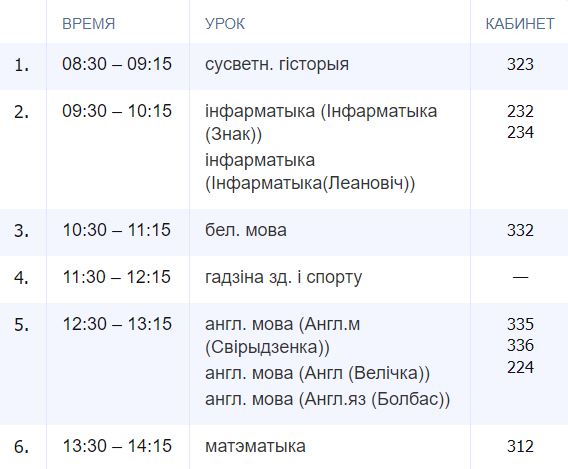 ВРЕМЯ УРОК КАБИНЕТ
1. 08:30 – 09:15 сусветн. гісторыя 323
2. 09:30 – 10:15 інфарматыка (Інфарматыка 232
(Знак)) 234
інфарматыка
(Інфарматыка(Леановіч))
3. 10:30 – 11:15 бел. мова 332
4. 11:30 – 12:15 гадзіна зд. і спорту —
5. 12:30 – 13:15 англ. мова (Англ.м 335
(Свірыдзенка)) 336
англ. мова (Англ (Велічка)) 224
англ. мова (Англ.яз (Болбас))
6. 13:30 – 14:15 матэматыка 312